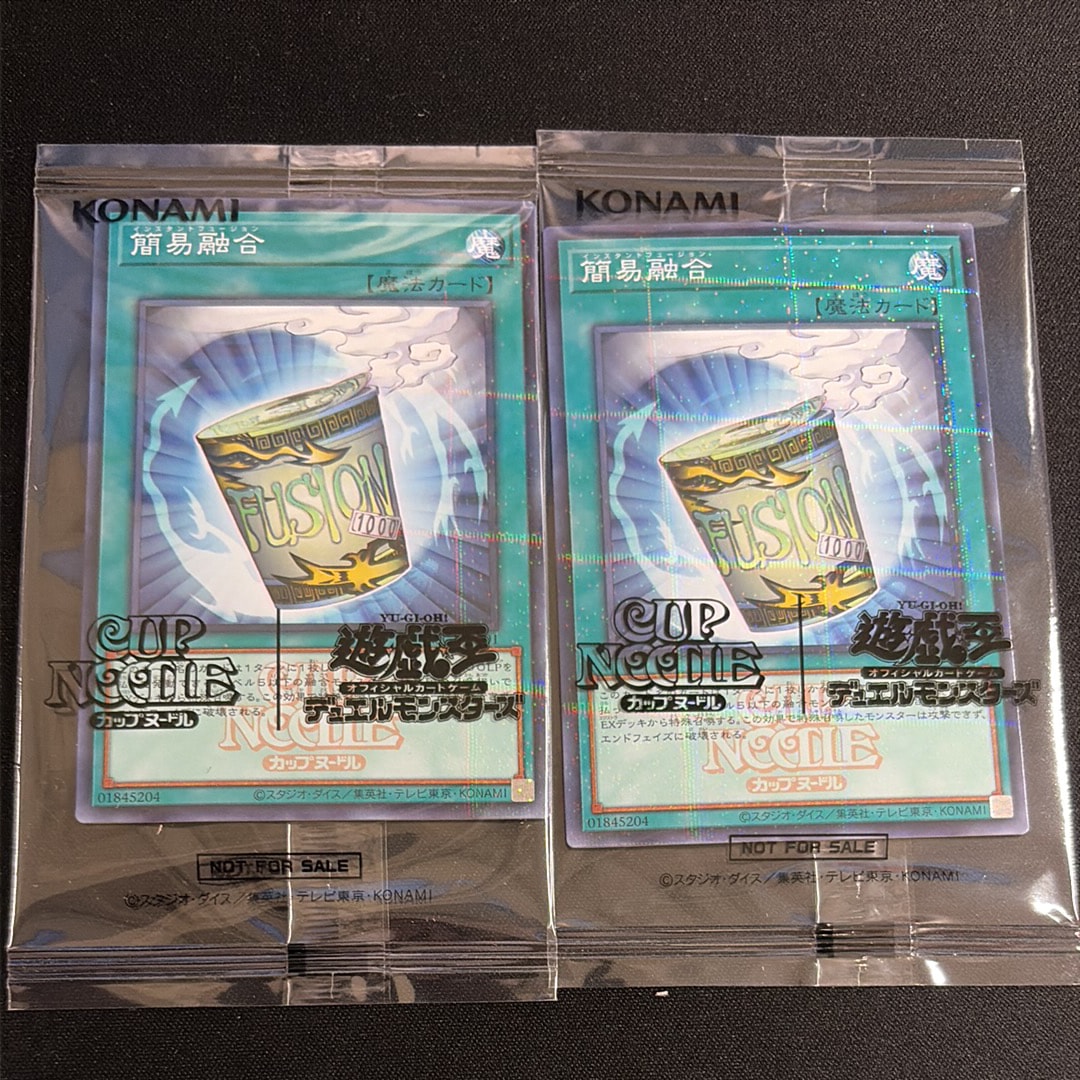 KONAMI
インスタントフュージョン
簡易融合
魔
【魔法カード】
FUSION
1000
CUP
NOODLE
カップヌードル
YU-GI-OH!
遊戯王
オフィシャルカードゲーム
デュエルモンスターズ
NOODLE
カップヌードル
01845204
©スタジオ・ダイス/集英社・テレビ東京・KONAMI
NOT FOR SALE
©スタジオ・ダイス/集英社・テレビ東京・KONAMI
KONAMI
インスタントフュージョン
簡易融合
魔
【魔法カード】
FUSION
1000
CUP
NOODLE
カップヌードル
YU-GI-OH!
遊戯王
オフィシャルカードゲーム
デュエルモンスターズ
EXデッキから特殊召喚する。この効果で特殊召喚したモンスターは攻撃できず、
エンドフェイズに破壊される。
NOODLE
カップヌードル
01845204
©スタジオ・ダイス/集英社・テレビ東京・KONAMI
NOT FOR SALE
©スタジオ・ダイス/集英社・テレビ東京・KONAMI